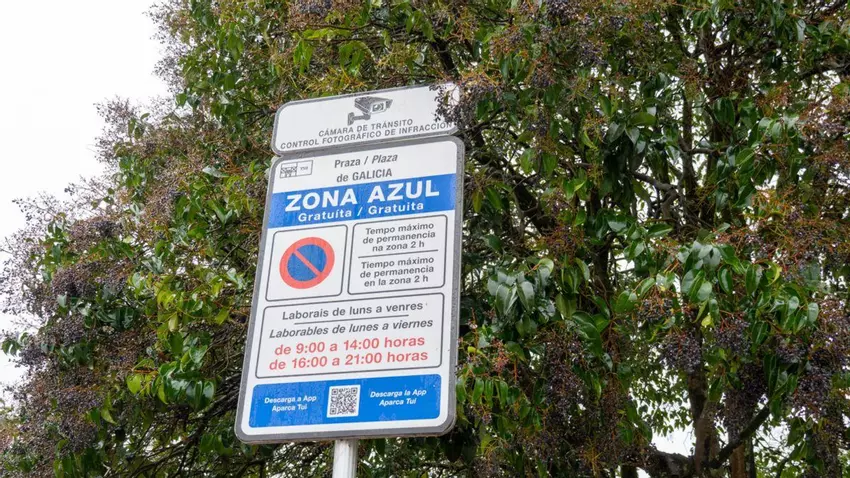 CÁMARA DE TRÁNSITO
CONTROL FOTOGRÁFICO DE INFRACCIÓN
Praza / Plaza
de GALICIA
ZONA AZUL
Gratuíta / Gratuita
Tempo máximo
de permanencia
na zona 2 h
Tiempo máximo
de permanencia
en la zona 2 h
Laborais de luns a venres
Laborables de lunes a viernes
de 9:00 a 14:00 horas
de 16:00 a 21:00 horas
Descarga a App
Aparca Tui
Descarga la App
Aparca Tui